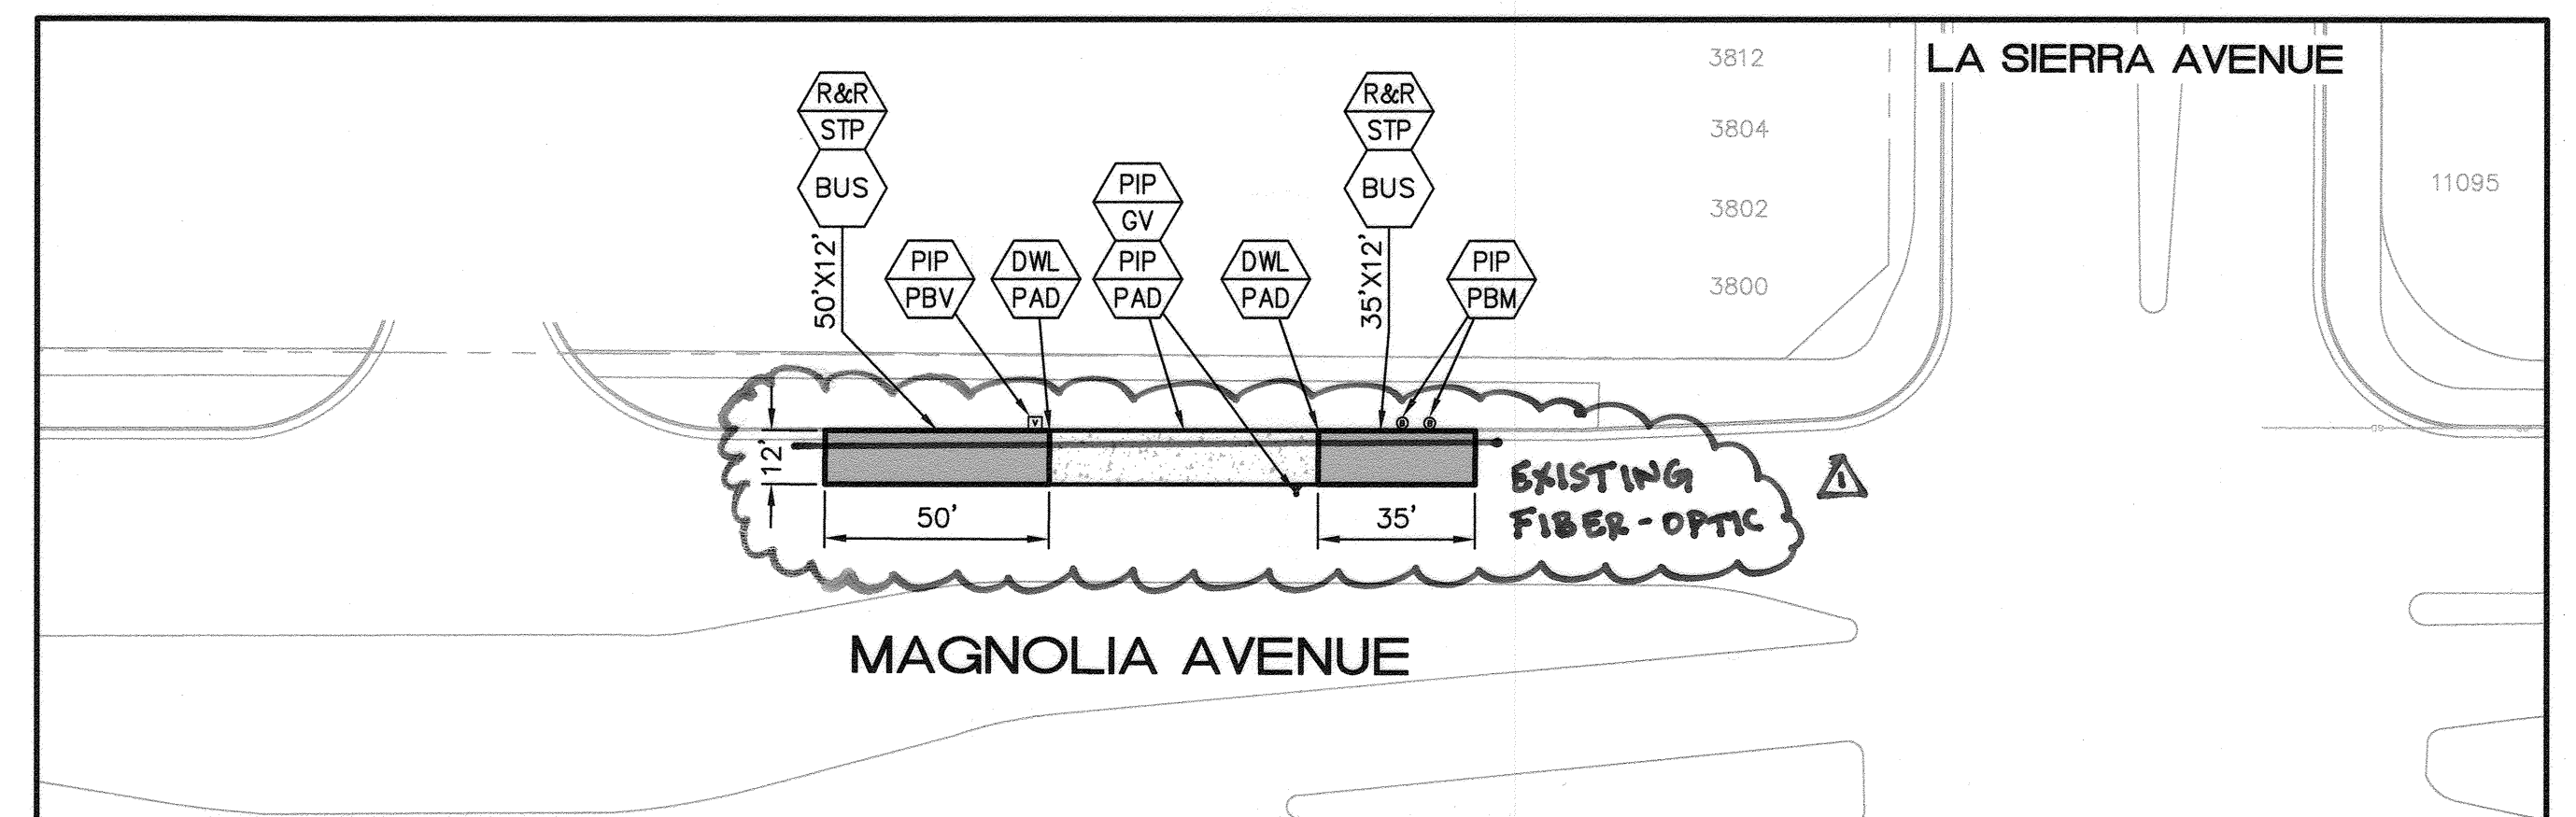 LA SIERRA AVENUE
3812
3804
3802
3800
11095
R&R
STP
BUS
50'X12'
PIP
PBV
DWL
PAD
PIP
GV
PIP
PAD
DWL
PAD
R&R
STP
BUS
35'X12'
PIP
PBM
V
12'
50'
35'
EXISTING
FIBER-OPTIC
1
MAGNOLIA AVENUE